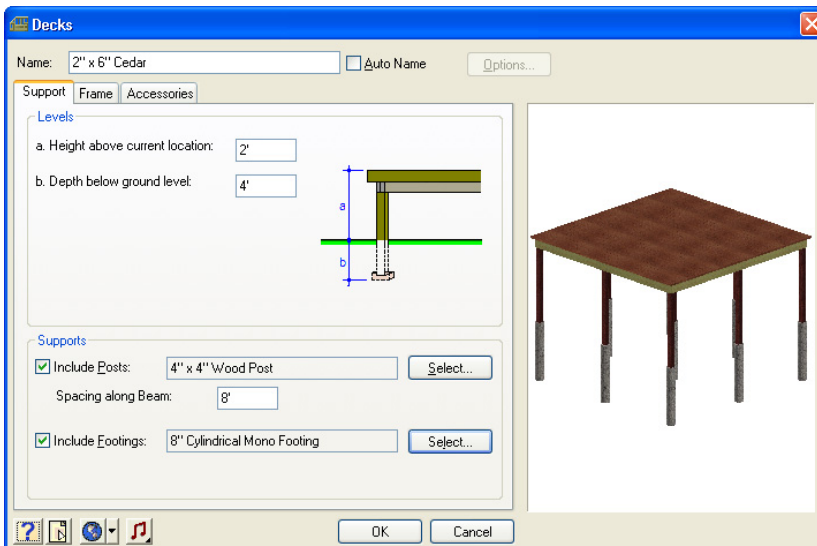 Decks
Name: 2" x 6" Cedar Auto Name Options...
Support Frame Accessories
Levels
a. Height above current location: 2'
b. Depth below ground level: 4'
a
b
Supports
Include Posts: 4" x 4" Wood Post Select...
Spacing along Beam: 8'
Include Footings: 8" Cylindrical Mono Footing Select...
OK Cancel